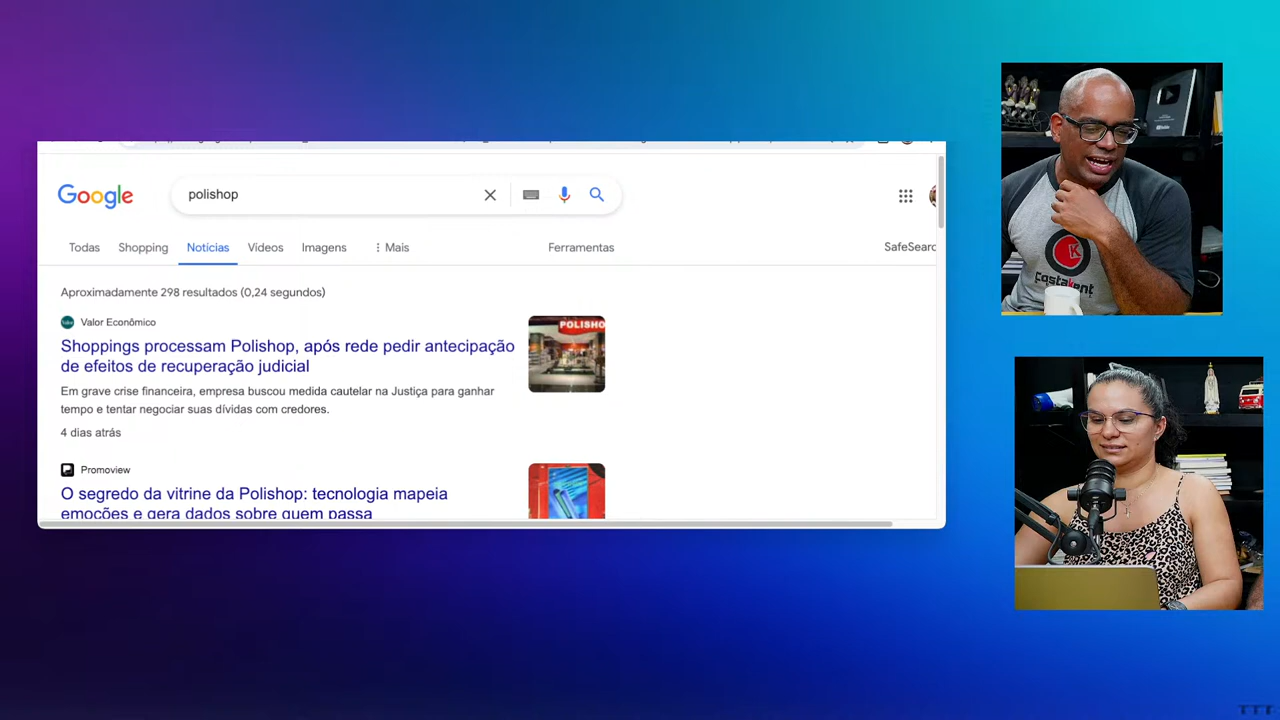 Google
polishop
Todas Shopping Notícias Vídeos Imagens Mais Ferramentas SafeSearc
Aproximadamente 298 resultados (0,24 segundos)
Valor Econômico
Shoppings processam Polishop, após rede pedir antecipação
de efeitos de recuperação judicial
Em grave crise financeira, empresa buscou medida cautelar na Justiça para ganhar
tempo e tentar negociar suas dívidas com credores.
4 dias atrás
POLISHO
Promoview
O segredo da vitrine da Polishop: tecnologia mapeia
emoções e gera dados sobre quem passa
K
Costakent